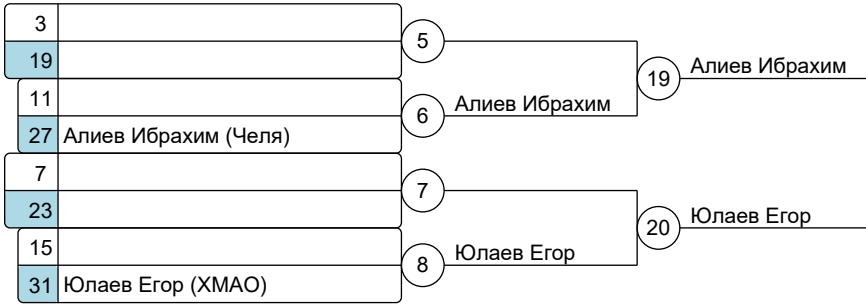 3
5
19
19 Алиев Ибрахим
11
6 Алиев Ибрахим
27 Алиев Ибрахим (Челя)
7
7
23
20 Юлаев Егор
15
8 Юлаев Егор
31 Юлаев Егор (ХМАО)